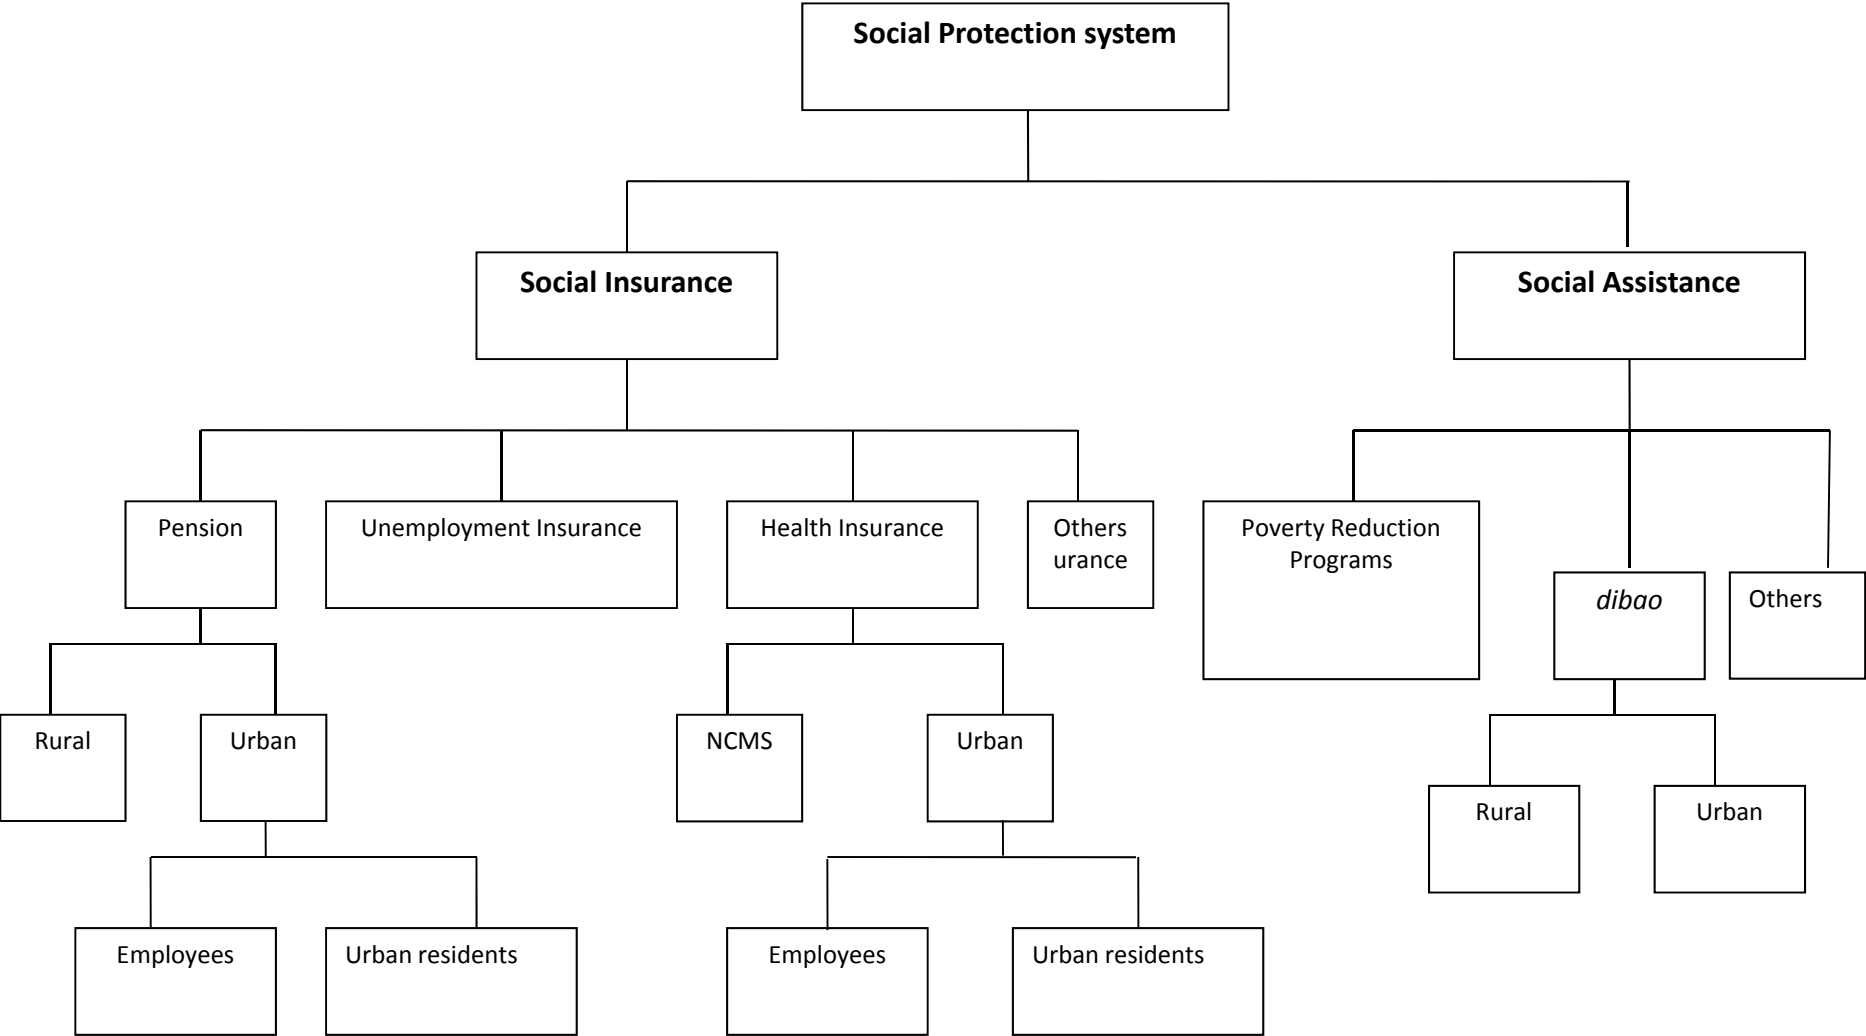 Social Protection system
Social Insurance
Social Assistance
Pension
Unemployment Insurance
Health Insurance
Others
urance
Poverty Reduction
Programs
dibao
Others
Rural
Urban
NCMS
Urban
Rural
Urban
Employees
Urban residents
Employees
Urban residents